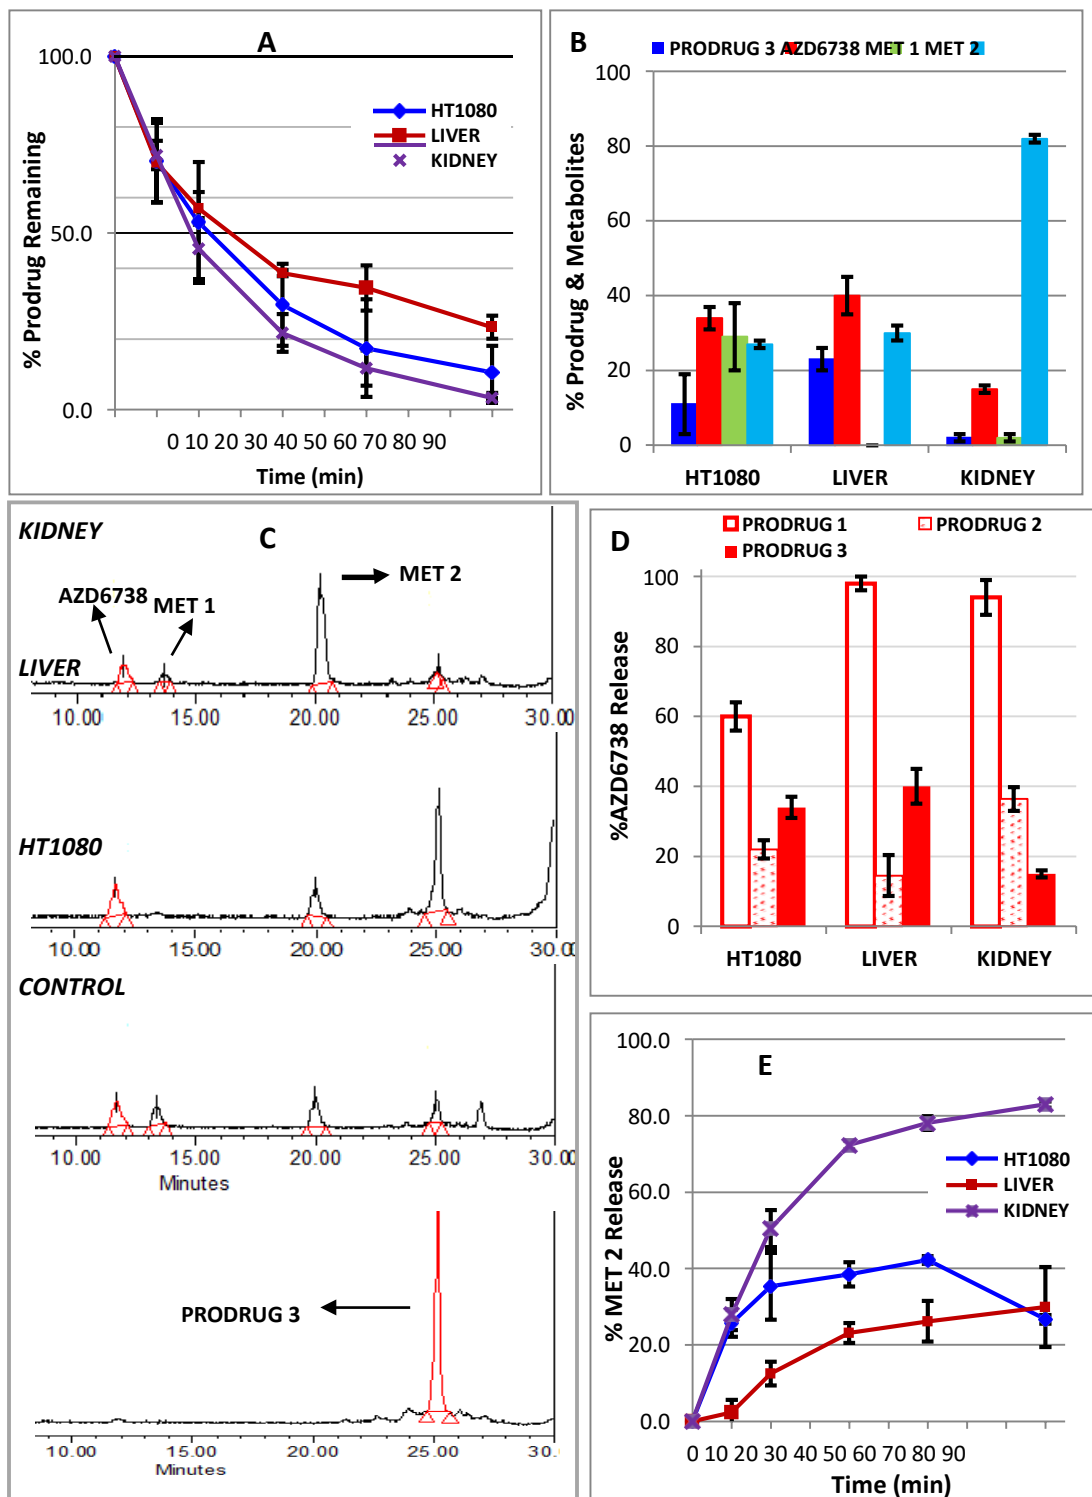 A
100.0
50.0
0.0
% Prodrug Remaining
HT1080
LIVER
KIDNEY
0 10 20 30 40 50 60 70 80 90
Time (min)
B
PRODRUG 3 AZD6738 MET 1 MET 2
100
80
60
40
20
0
% Prodrug & Metabolites
HT1080 LIVER KIDNEY
C
KIDNEY
AZD6738
MET 1
MET 2
LIVER
10.00 15.00 20.00 25.00 30.00
HT1080
10.00 15.00 20.00 25.00 30.0
CONTROL
10.00 15.00 20.00 25.00 30.00
Minutes
PRODRUG 3
10.00 15.00 20.00 25.00 30.0
Minutes
D
PRODRUG 1
PRODRUG 2
PRODRUG 3
100
80
60
40
20
0
%AZD6738 Release
HT1080 LIVER KIDNEY
E
100.0
80.0
60.0
40.0
20.0
0.0
% MET 2 Release
HT1080
LIVER
KIDNEY
0 10 20 30 40 50 60 70 80 90
Time (min)